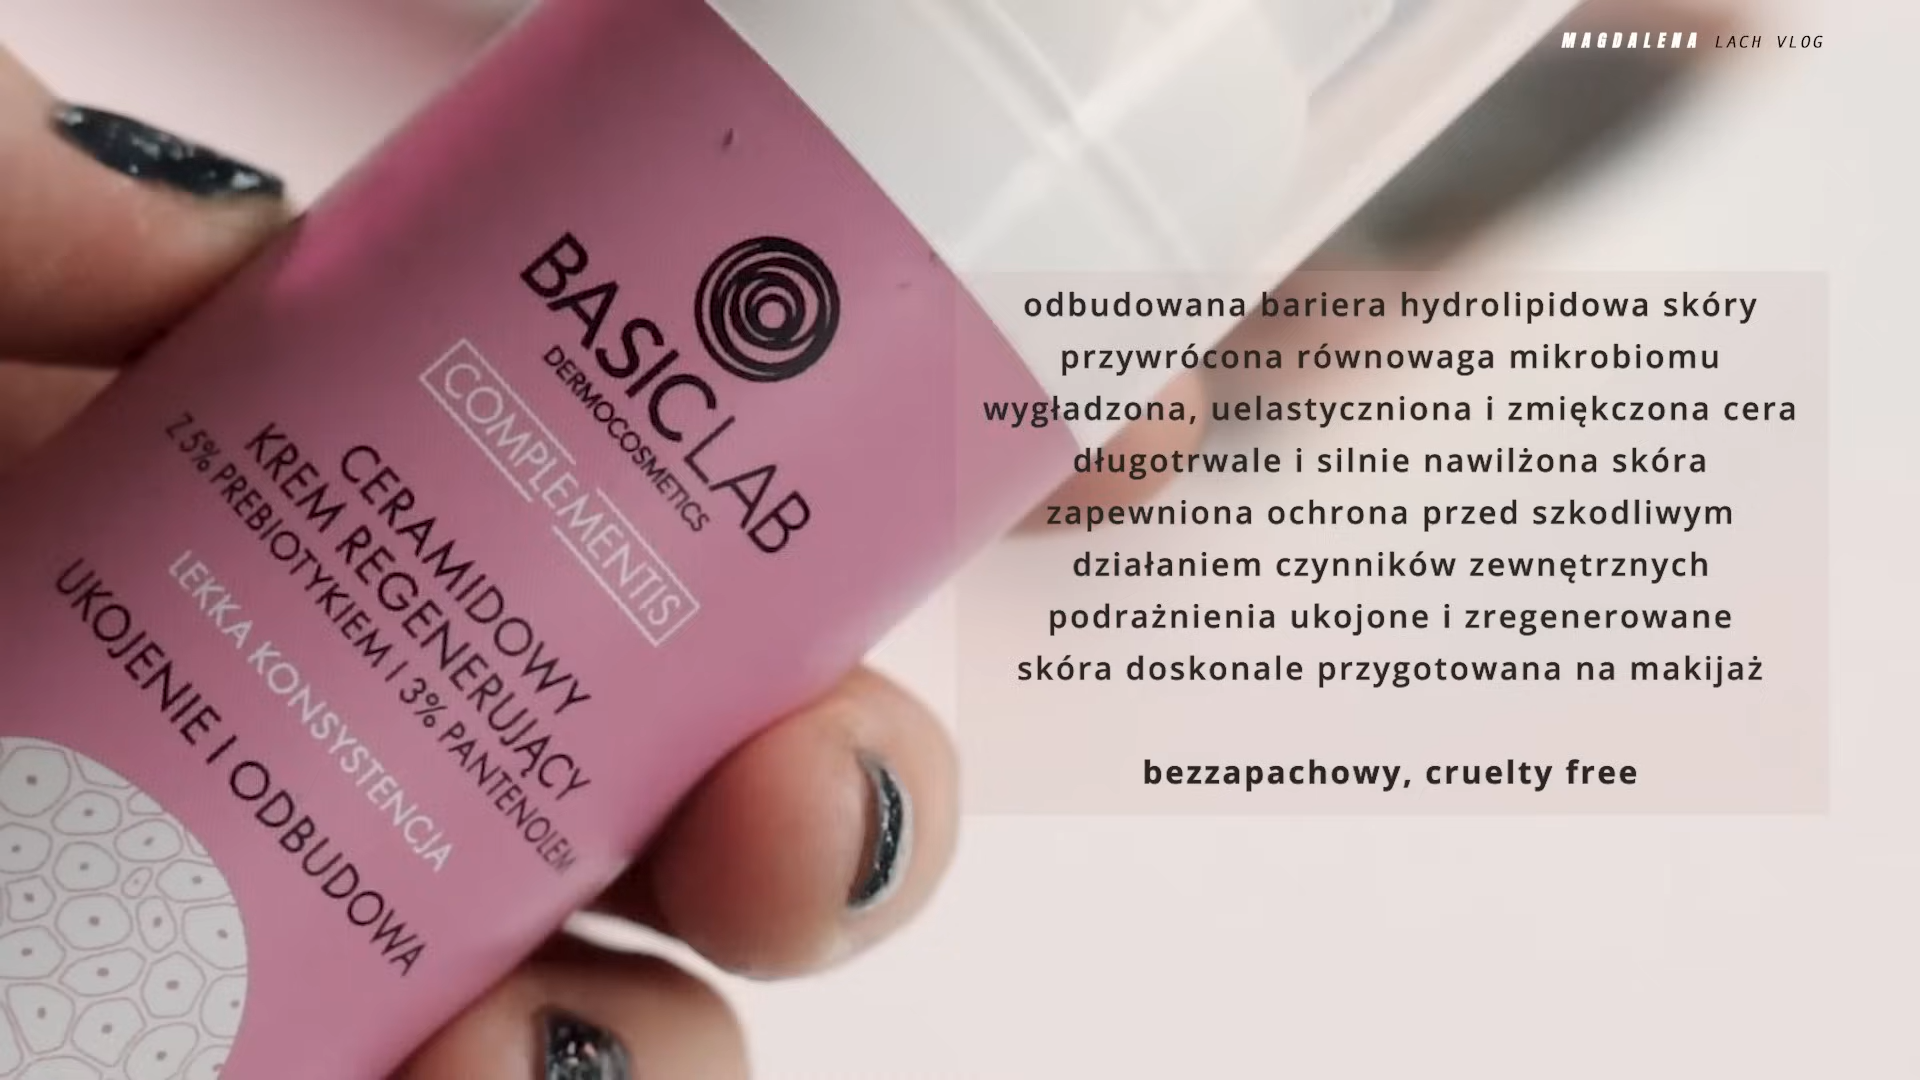 MAGDALENA LACH VLOG
BASICLAB
DERMOCOSMETICS
COMPLEMENTIS
CERAMIDOWY
KREM REGENERUJĄCY
Z 5% PREBIOTYKIEM I 3% PANTENOLEM
LEKKA KONSYSTENCJA
UKOJENIE I ODBUDOWA
odbudowana bariera hydrolipidowa skóry
przywrócona równowaga mikrobiomu
wygładzona, uelastyczniona i zmiękczona cera
długotrwale i silnie nawilżona skóra
zapewniona ochrona przed szkodliwym
działaniem czynników zewnętrznych
podrażnienia ukojone i zregenerowane
skóra doskonale przygotowana na makijaż
bezzapachowy, cruelty free